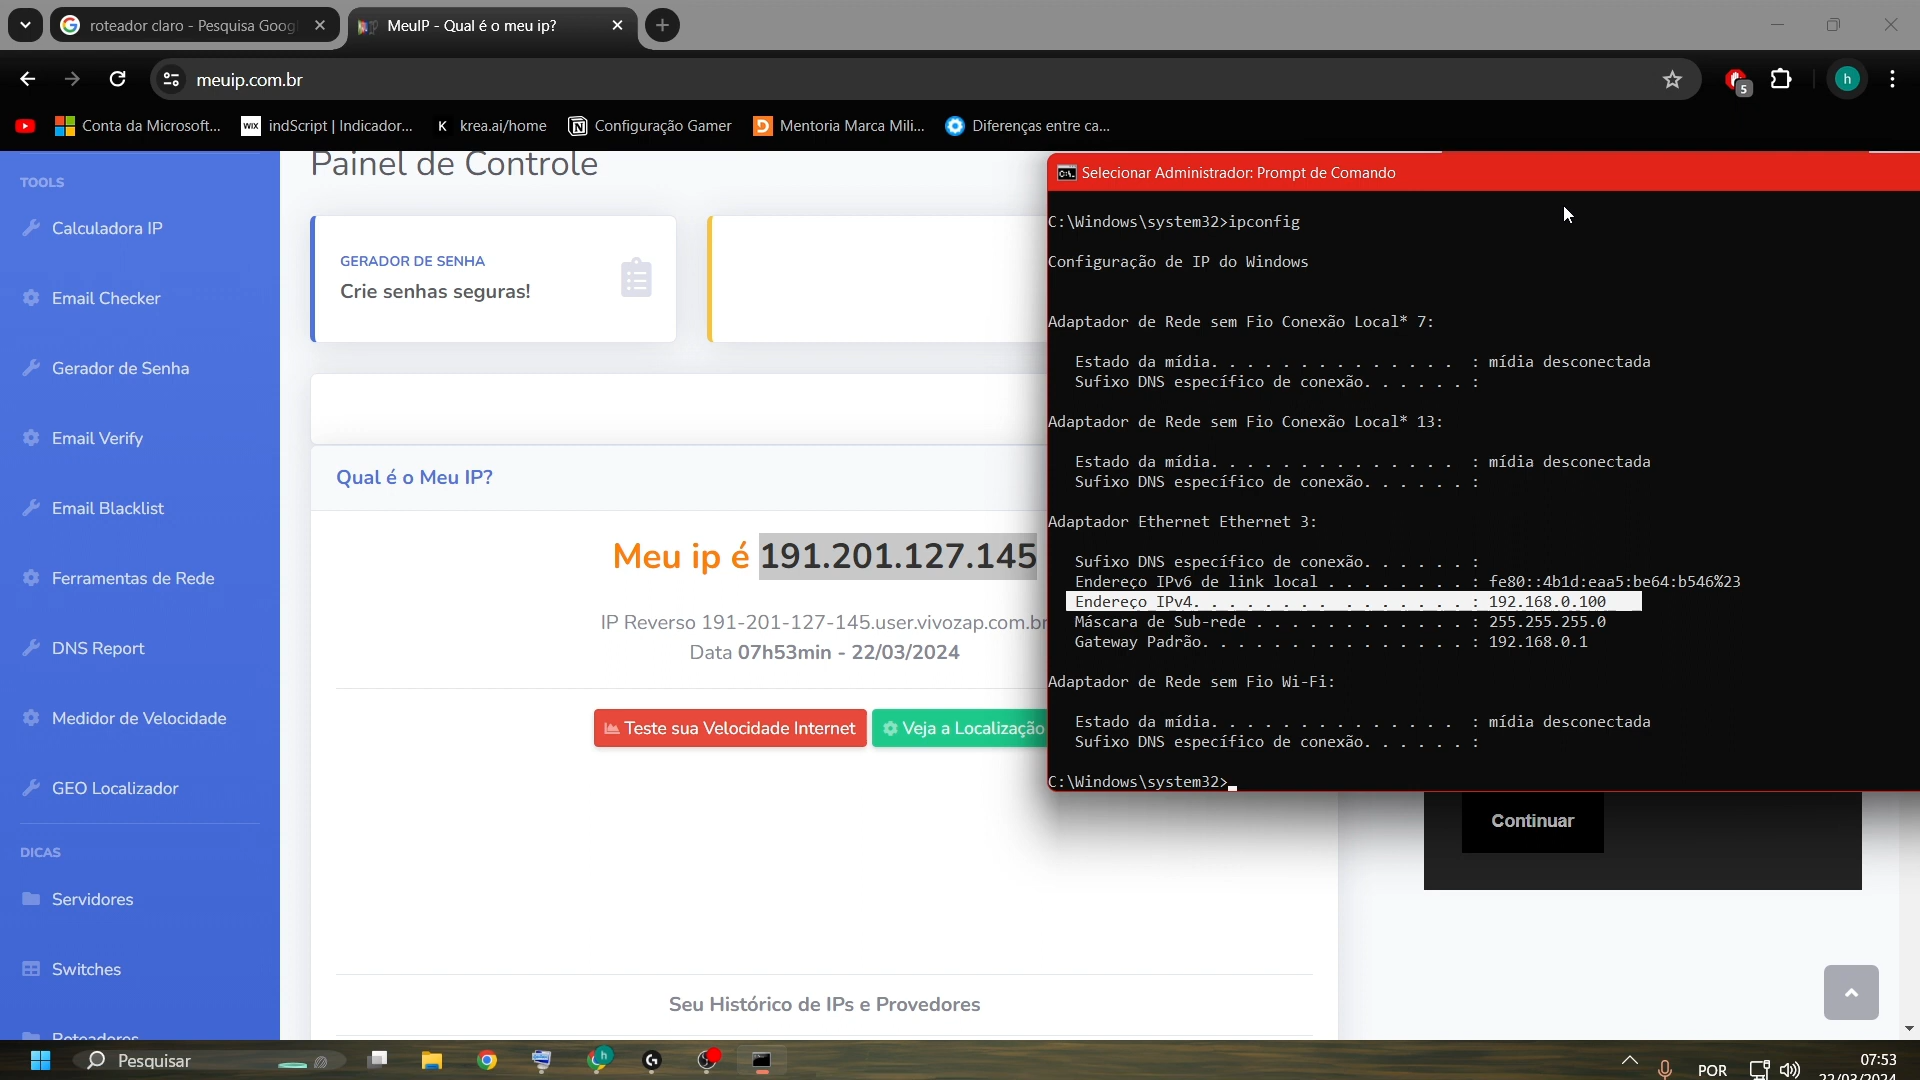 roteador claro - Pesquisa Goog
MeuIP - Qual é o meu ip?
meuip.com.br
5
h
Conta da Microsoft...
WIX
indScript | Indicador...
K
krea.ai/home
Configuração Gamer
Mentoria Marca Mili...
Diferenças entre ca...
TOOLS
Calculadora IP
Email Checker
Gerador de Senha
Email Verify
Email Blacklist
Ferramentas de Rede
DNS Report
Medidor de Velocidade
GEO Localizador
DICAS
Servidores
Switches
Roteadores
Painel de Controle
GERADOR DE SENHA
Crie senhas seguras!
Qual é o Meu IP?
Meu ip é 191.201.127.145
IP Reverso 191-201-127-145.user.vivozap.com.br
Data 07h53min - 22/03/2024
Teste sua Velocidade Internet
Veja a Localização
Seu Histórico de IPs e Provedores
Selecionar Administrador: Prompt de Comando
C:\Windows\system32>ipconfig
Configuração de IP do Windows
Adaptador de Rede sem Fio Conexão Local* 7:
Estado da mídia. . . . . . . . . . . . . . : mídia desconectada
Sufixo DNS específico de conexão. . . . . . :
Adaptador de Rede sem Fio Conexão Local* 13:
Estado da mídia. . . . . . . . . . . . . . : mídia desconectada
Sufixo DNS específico de conexão. . . . . . :
Adaptador Ethernet Ethernet 3:
Sufixo DNS específico de conexão. . . . . . :
Endereço IPv6 de link local . . . . . . . . : fe80::4b1d:eaa5:be64:b546%23
Endereço IPv4. . . . . . . . . . . . . . . : 192.168.0.100
Máscara de Sub-rede . . . . . . . . . . . . : 255.255.255.0
Gateway Padrão. . . . . . . . . . . . . . . : 192.168.0.1
Adaptador de Rede sem Fio Wi-Fi:
Estado da mídia. . . . . . . . . . . . . . : mídia desconectada
Sufixo DNS específico de conexão. . . . . . :
C:\Windows\system32>
Continuar
Pesquisar
h
POR
07:53
22/03/2024